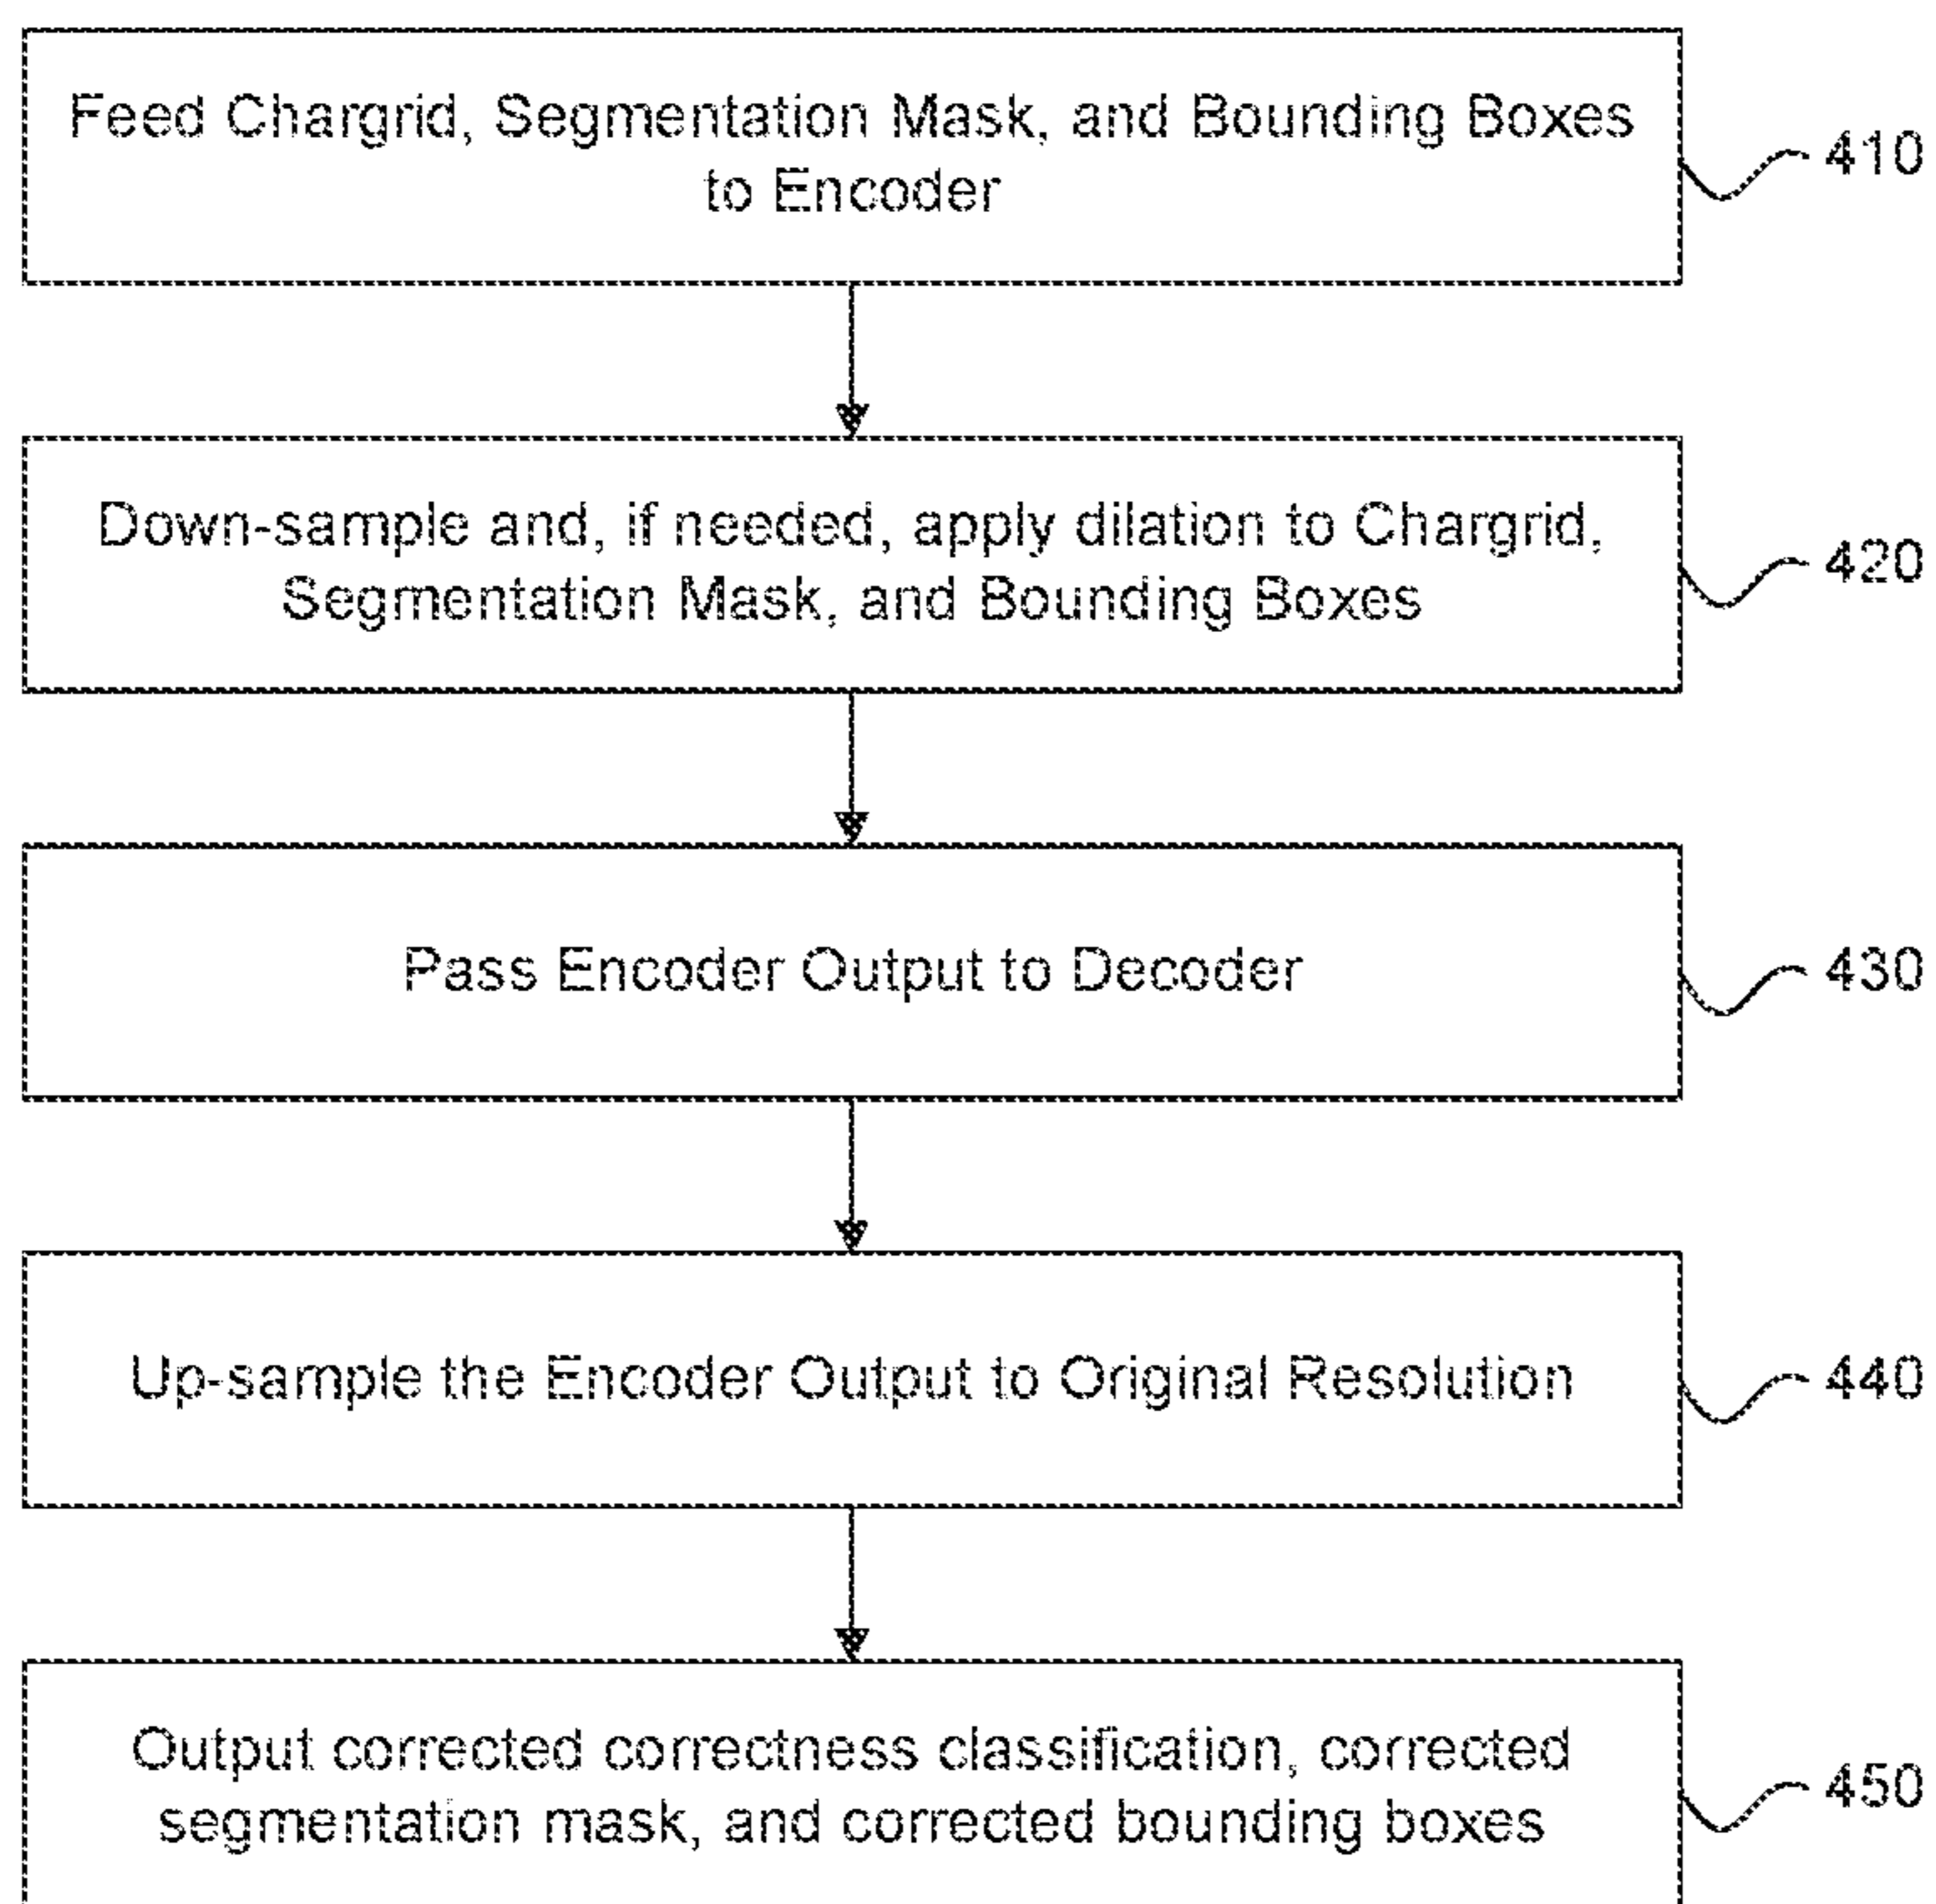 Feed Chargrid, Segmentation Mask, and Bounding Boxes
to Encoder
410
Down-sample and, if needed, apply dilation to Chargrid,
Segmentation Mask, and Bounding Boxes
420
Pass Encoder Output to Decoder
430
Up-sample the Encoder Output to Original Resolution
440
Output corrected correctness classification, corrected
segmentation mask, and corrected bounding boxes
450